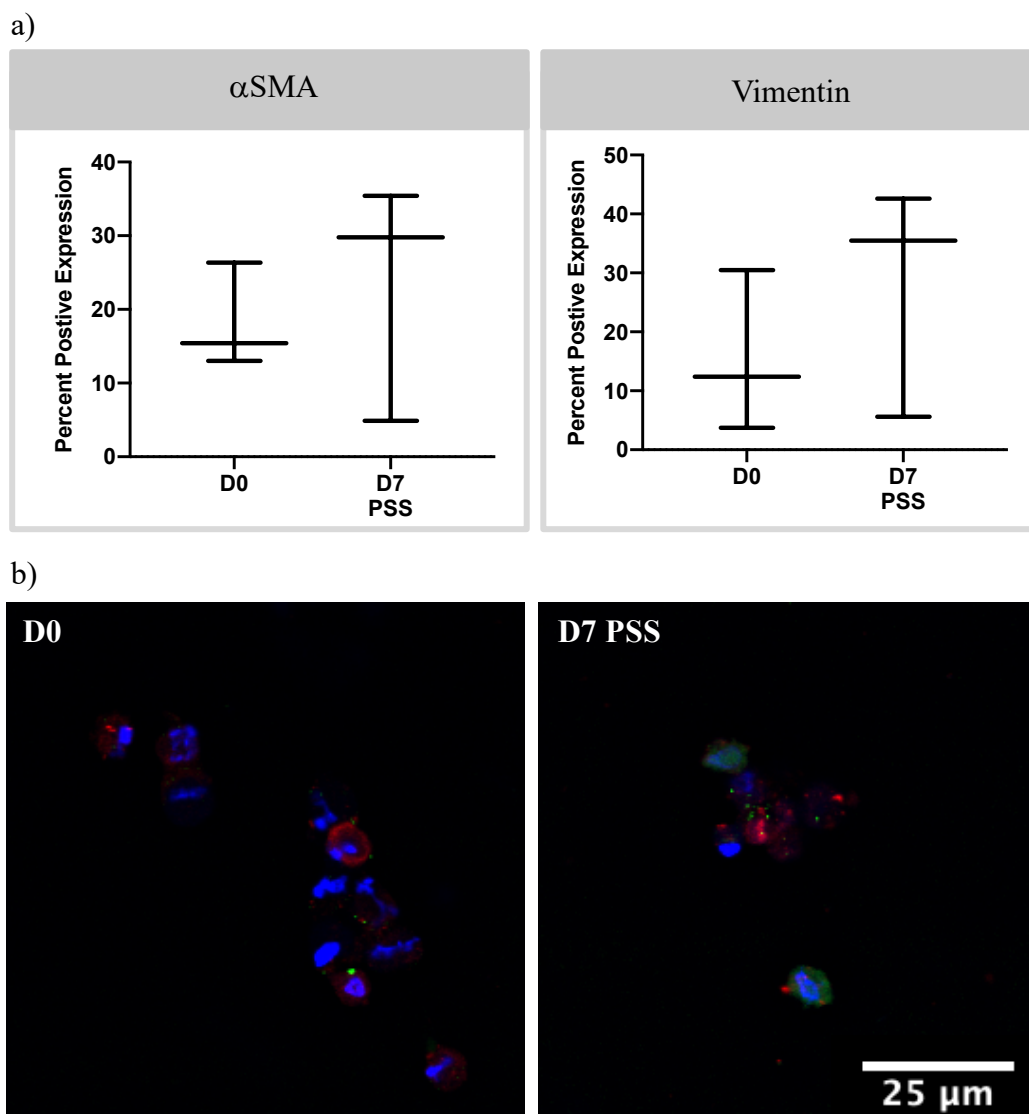 a)
αSMA
Vimentin
Percent Postive Expression
40
30
20
10
0
D0
D7
PSS
Percent Postive Expression
50
40
30
20
10
0
D0
D7
PSS
b)
D0
D7 PSS
25 μm